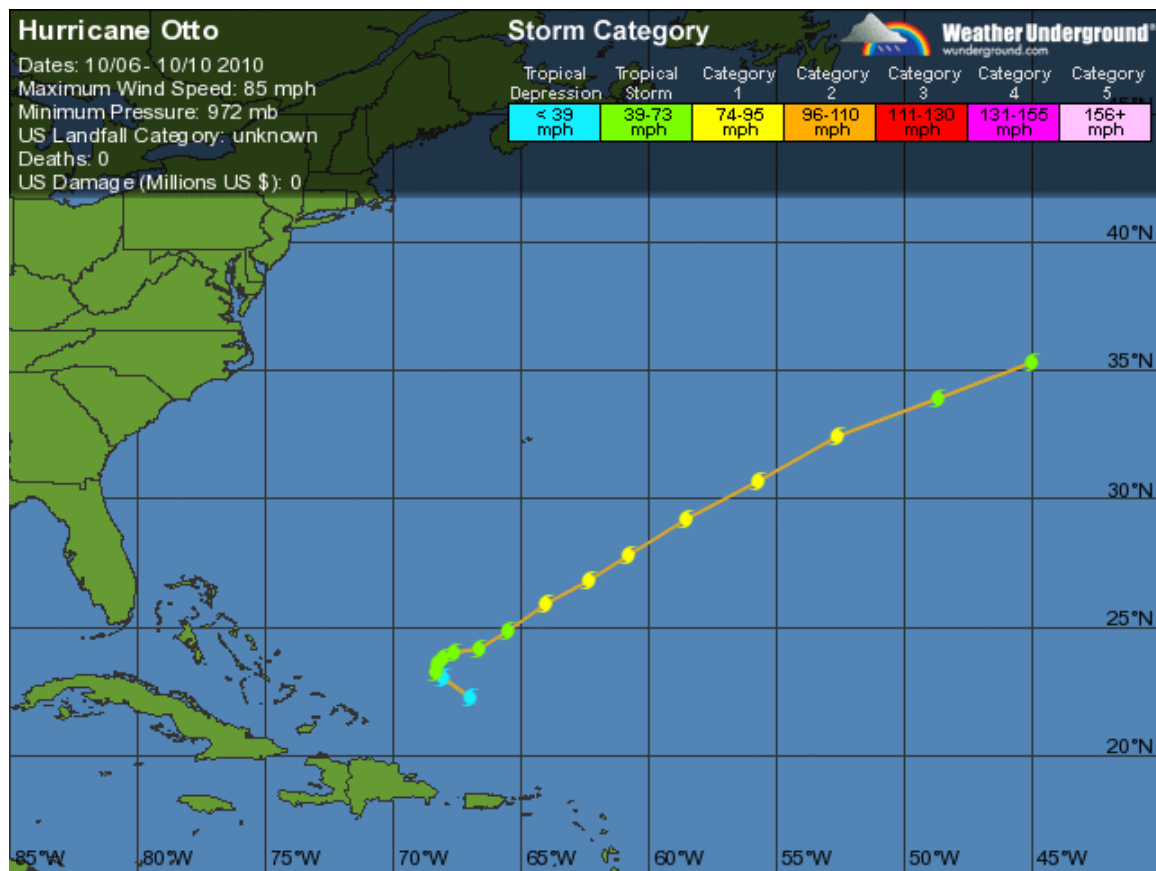 Hurricane Otto
Dates: 10/06- 10/10 2010
Maximum Wind Speed: 85 mph
Minimum Pressure: 972 mb
US Landfall Category: unknown
Deaths: 0
US Damage (Millions US $): 0
Storm Category
Weather Underground®
wunderground.com
Tropical Depression Tropical Storm Category 1 Category 2 Category 3 Category 4 Category 5
< 39 mph 39-73 mph 74-95 mph 96-110 mph 111-130 mph 131-155 mph 156+ mph
40°N
35°N
30°N
25°N
20°N
85°W 80°W 75°W 70°W 65°W 60°W 55°W 50°W 45°W